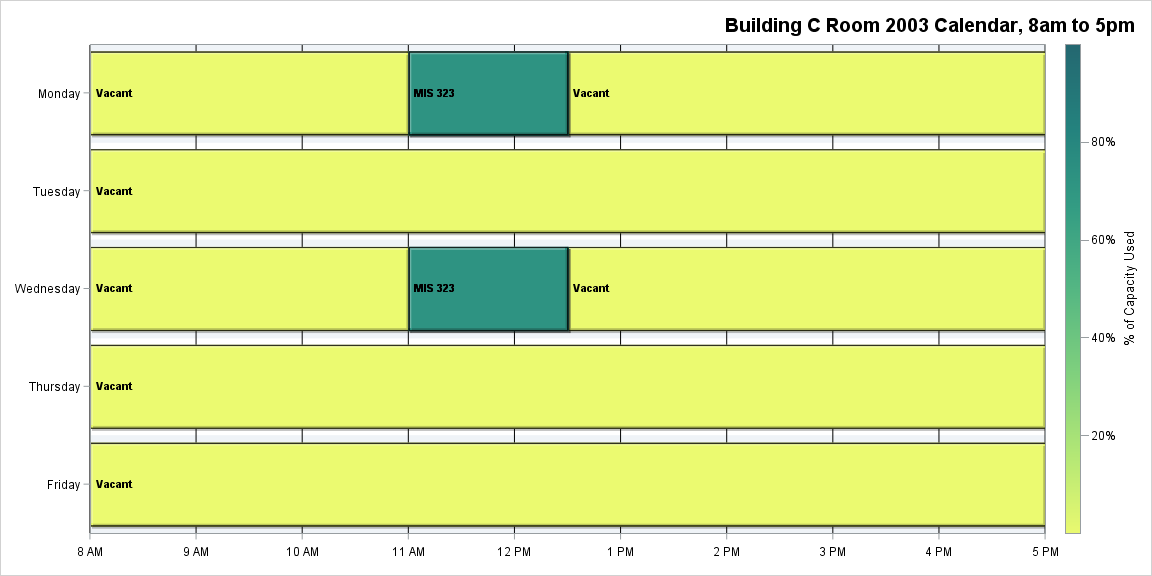 Building C Room 2003 Calendar, 8am to 5pm
Monday
Vacant
MIS 323
Vacant
Tuesday
Vacant
Wednesday
Vacant
MIS 323
Vacant
Thursday
Vacant
Friday
Vacant
8 AM
9 AM
10 AM
11 AM
12 PM
1 PM
2 PM
3 PM
4 PM
5 PM
80%
60%
40%
20%
% of Capacity Used